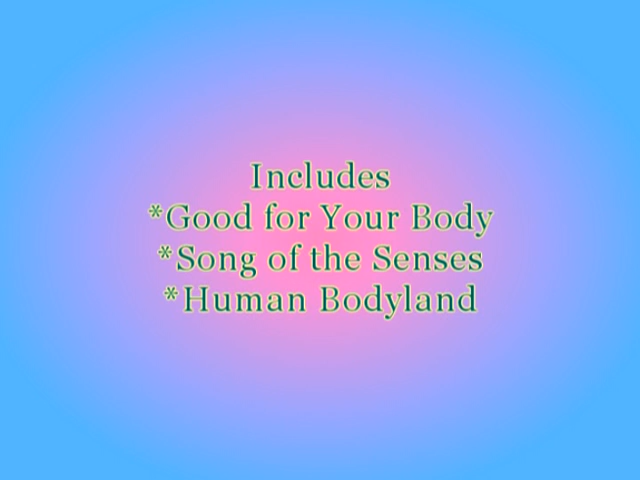 Includes
*Good for Your Body
*Song of the Senses
*Human Bodyland